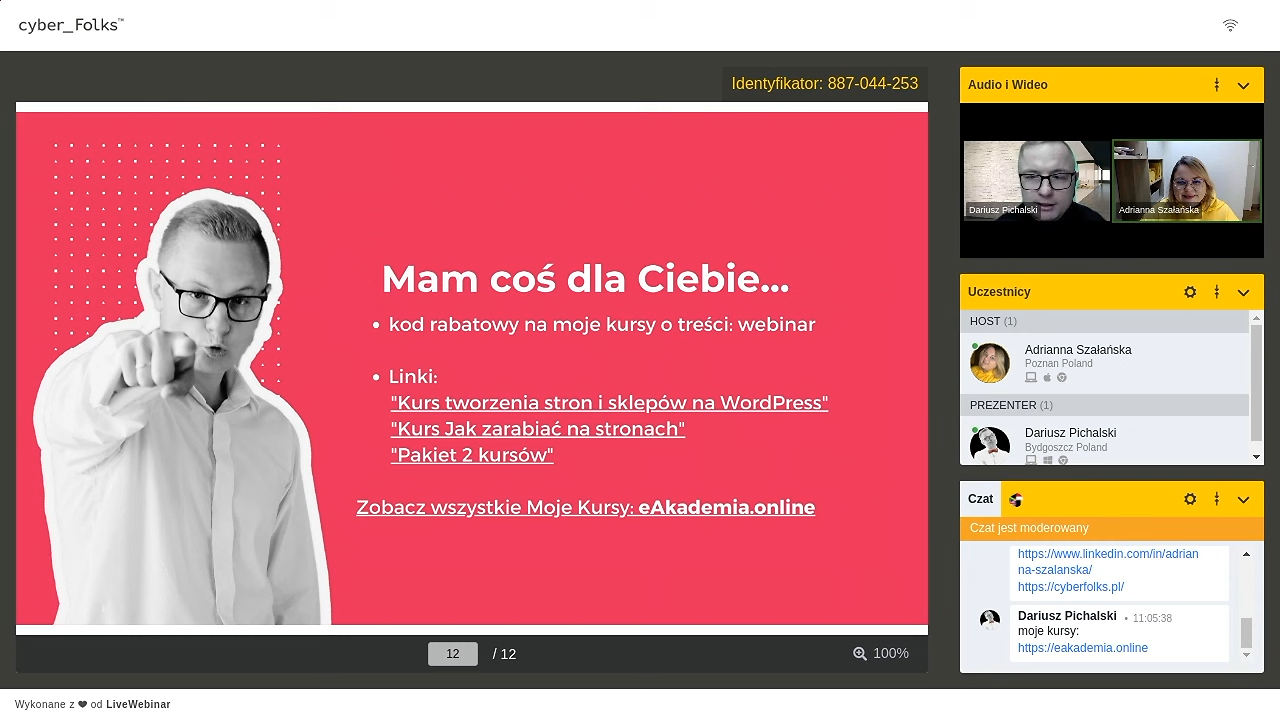 cyber_Folks™
Identyfikator: 887-044-253
Mam coś dla Ciebie...
• kod rabatowy na moje kursy o treści: webinar
• Linki:
"Kurs tworzenia stron i sklepów na WordPress"
"Kurs Jak zarabiać na stronach"
"Pakiet 2 kursów"
Zobacz wszystkie Moje Kursy: eAkademia.online
12 / 12
100%
Audio i Wideo
Dariusz Pichalski
Adrianna Szałańska
Uczestnicy
HOST (1)
Adrianna Szałańska
Poznan Poland
PREZENTER (1)
Dariusz Pichalski
Bydgoszcz Poland
Czat
Czat jest moderowany
https://www.linkedin.com/in/adrian
na-szalanska/
https://cyberfolks.pl/
Dariusz Pichalski • 11:05:38
moje kursy:
https://eakademia.online
Wykonane z ❤ od LiveWebinar